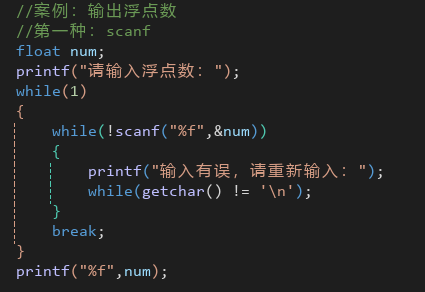 //案例：输出浮点数
//第一种：scanf
float num;
printf("请输入浮点数：");
while(1)
{
    while(!scanf("%f",&num))
    {
        printf("输入有误，请重新输入：");
        while(getchar() != '\n');
    }
    break;
}
printf("%f",num);